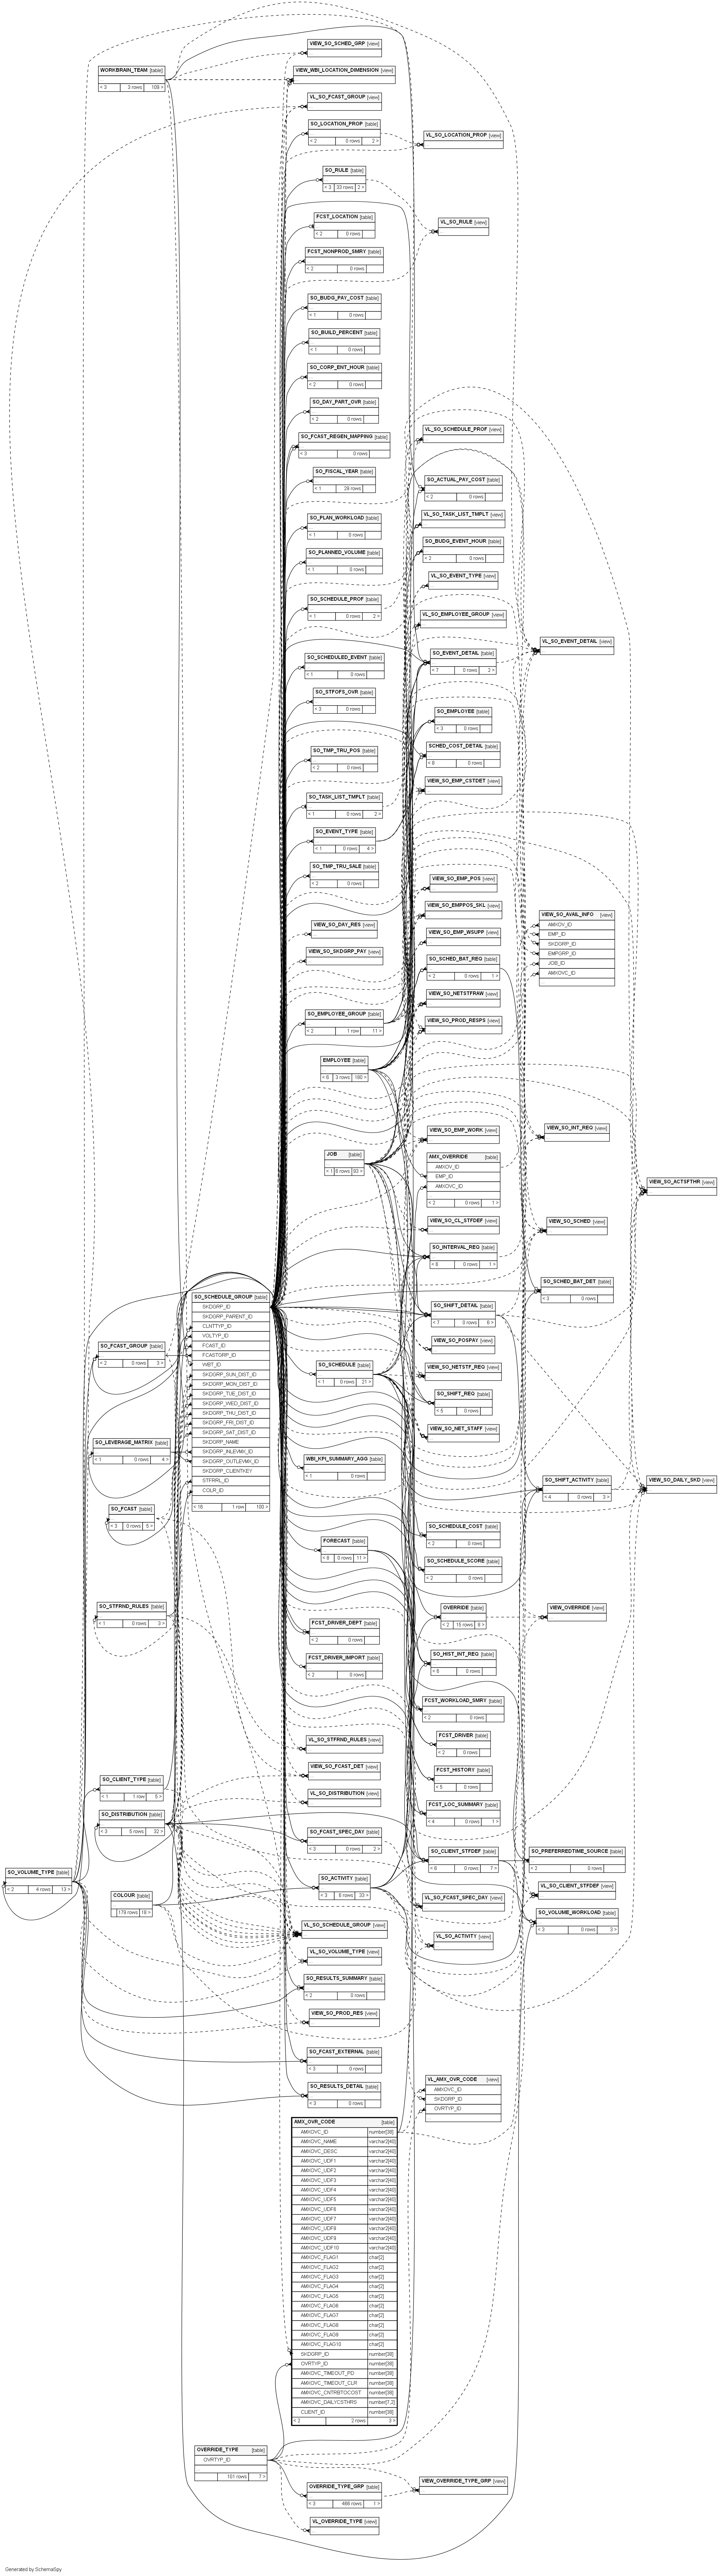 VIEW_SO_SCHED_GRP [view]
WORKBRAIN_TEAM [table]
< 3 3 rows 108 >
VIEW_WBI_LOCATION_DIMENSION [view]
VL_SO_FCAST_GROUP [view]
SO_LOCATION_PROP [table]
< 2 0 rows 2 >
VL_SO_LOCATION_PROP [view]
SO_RULE [table]
< 3 33 rows 2 >
VL_SO_RULE [view]
FCST_LOCATION [table]
< 2 0 rows
FCST_NONPROD_SMRY [table]
< 2 0 rows
SO_BUDG_PAY_COST [table]
< 1 0 rows
SO_BUILD_PERCENT [table]
< 1 0 rows
SO_CORP_ENT_HOUR [table]
< 2 0 rows
SO_DAY_PART_OVR [table]
< 2 0 rows
SO_FCAST_REGEN_MAPPING [table]
< 3 0 rows
VL_SO_SCHEDULE_PROF [view]
SO_FISCAL_YEAR [table]
< 1 28 rows
SO_ACTUAL_PAY_COST [table]
< 2 0 rows
SO_PLAN_WORKLOAD [table]
< 1 0 rows
VL_SO_TASK_LIST_TMPLT [view]
SO_PLANNED_VOLUME [table]
< 1 0 rows
SO_BUDG_EVENT_HOUR [table]
< 2 0 rows
VL_SO_EVENT_TYPE [view]
SO_SCHEDULE_PROF [table]
< 1 0 rows 2 >
VL_SO_EMPLOYEE_GROUP [view]
VL_SO_EVENT_DETAIL [view]
SO_SCHEDULED_EVENT [table]
< 1 0 rows
SO_EVENT_DETAIL [table]
< 7 0 rows 2 >
SO_STFOFS_OVR [table]
< 3 0 rows
SO_EMPLOYEE [table]
< 3 0 rows
SO_TMP_TRU_POS [table]
< 2 0 rows
SCHED_COST_DETAIL [table]
< 8 0 rows
VIEW_SO_EMP_CSTDET [view]
SO_TASK_LIST_TMPLT [table]
< 1 0 rows 2 >
SO_EVENT_TYPE [table]
< 1 0 rows 4 >
SO_TMP_TRU_SALE [table]
< 2 0 rows
VIEW_SO_EMP_POS [view]
VIEW_SO_EMPPOS_SKL [view]
VIEW_SO_AVAIL_INFO [view]
AMXOV_ID
EMP_ID
SKDGRP_ID
EMPGRP_ID
JOB_ID
AMXOVC_ID
VIEW_SO_DAY_RES [view]
VIEW_SO_EMP_WSUPP [view]
VIEW_SO_SKDGRP_PAY [view]
SO_SCHED_BAT_REQ [table]
< 2 0 rows 1 >
VIEW_SO_NETSTFRAW [view]
SO_EMPLOYEE_GROUP [table]
< 2 1 row 11 >
VIEW_SO_PROD_RESPS [view]
EMPLOYEE [table]
< 8 3 rows 180 >
VIEW_SO_EMP_WORK [view]
VIEW_SO_INT_REQ [view]
JOB [table]
< 1 6 rows 93 >
AMX_OVERRIDE [table]
AMXOV_ID
EMP_ID
AMXOVC_ID
< 2 0 rows 1 >
VIEW_SO_ACTSFTHR [view]
VIEW_SO_CL_STFDEF [view]
VIEW_SO_SCHED [view]
SO_INTERVAL_REQ [table]
< 6 0 rows 1 >
SO_SCHED_BAT_DET [table]
< 3 0 rows
SO_SCHEDULE_GROUP [table]
SKDGRP_ID
SKDGRP_PARENT_ID
CLNTTYP_ID
VOLTYP_ID
FCAST_ID
FCASTGRP_ID
WBT_ID
SKDGRP_SUN_DIST_ID
SKDGRP_MON_DIST_ID
SKDGRP_TUE_DIST_ID
SKDGRP_WED_DIST_ID
SKDGRP_THU_DIST_ID
SKDGRP_FRI_DIST_ID
SKDGRP_SAT_DIST_ID
SKDGRP_NAME
SKDGRP_INLEVMIX_ID
SKDGRP_OUTLEVMIX_ID
SKDGRP_CLIENTKEY
STFRRL_ID
COLR_ID
< 18 1 row 100 >
SO_SHIFT_DETAIL [table]
< 7 0 rows 6 >
VIEW_SO_POSPAY [view]
SO_FCAST_GROUP [table]
< 2 0 rows 3 >
SO_SCHEDULE [table]
< 1 0 rows 21 >
VIEW_SO_NETSTF_REQ [view]
SO_SHIFT_REQ [table]
< 5 0 rows
VIEW_SO_NET_STAFF [view]
SO_LEVERAGE_MATRIX [table]
< 1 0 rows 4 >
WBI_KPI_SUMMARY_AGG [table]
< 1 0 rows
SO_SHIFT_ACTIVITY [table]
< 4 0 rows 3 >
VIEW_SO_DAILY_SKD [view]
SO_FCAST [table]
< 3 0 rows 5 >
SO_SCHEDULE_COST [table]
< 2 0 rows
FORECAST [table]
< 8 0 rows 11 >
SO_SCHEDULE_SCORE [table]
< 2 0 rows
SO_STFRND_RULES [table]
< 1 0 rows 3 >
OVERRIDE [table]
< 2 15 rows 8 >
VIEW_OVERRIDE [view]
FCST_DRIVER_DEPT [table]
< 2 0 rows
SO_HIST_INT_REQ [table]
< 6 0 rows
FCST_DRIVER_IMPORT [table]
< 2 0 rows
FCST_WORKLOAD_SMRY [table]
< 2 0 rows
VL_SO_STFRND_RULES [view]
FCST_DRIVER [table]
< 2 0 rows
VIEW_SO_FCAST_DET [view]
FCST_HISTORY [table]
< 5 0 rows
SO_CLIENT_TYPE [table]
< 1 1 row 5 >
VL_SO_DISTRIBUTION [view]
FCST_LOC_SUMMARY [table]
< 4 0 rows 1 >
SO_DISTRIBUTION [table]
< 3 5 rows 32 >
SO_FCAST_SPEC_DAY [table]
< 3 0 rows 2 >
SO_CLIENT_STFDEF [table]
< 6 0 rows 7 >
SO_PREFERREDTIME_SOURCE [table]
< 2 0 rows
SO_VOLUME_TYPE [table]
< 2 4 rows 13 >
SO_ACTIVITY [table]
< 3 6 rows 33 >
VL_SO_CLIENT_STFDEF [view]
COLOUR [table]
178 rows 18 >
VL_SO_FCAST_SPEC_DAY [view]
SO_VOLUME_WORKLOAD [table]
< 3 0 rows 3 >
VL_SO_SCHEDULE_GROUP [view]
VL_SO_ACTIVITY [view]
VL_SO_VOLUME_TYPE [view]
SO_RESULTS_SUMMARY [table]
< 2 0 rows
VIEW_SO_PROD_RES [view]
SO_FCAST_EXTERNAL [table]
< 3 0 rows
SO_RESULTS_DETAIL [table]
< 3 0 rows
VL_AMX_OVR_CODE [view]
AMXOVC_ID
SKDGRP_ID
OVRTYP_ID
AMX_OVR_CODE [table]
AMXOVC_ID number[38]
AMXOVC_NAME varchar2[40]
AMXOVC_DESC varchar2[40]
AMXOVC_UDF1 varchar2[40]
AMXOVC_UDF2 varchar2[40]
AMXOVC_UDF3 varchar2[40]
AMXOVC_UDF4 varchar2[40]
AMXOVC_UDF5 varchar2[40]
AMXOVC_UDF6 varchar2[40]
AMXOVC_UDF7 varchar2[40]
AMXOVC_UDF8 varchar2[40]
AMXOVC_UDF9 varchar2[40]
AMXOVC_UDF10 varchar2[40]
AMXOVC_FLAG1 char[2]
AMXOVC_FLAG2 char[2]
AMXOVC_FLAG3 char[2]
AMXOVC_FLAG4 char[2]
AMXOVC_FLAG5 char[2]
AMXOVC_FLAG6 char[2]
AMXOVC_FLAG7 char[2]
AMXOVC_FLAG8 char[2]
AMXOVC_FLAG9 char[2]
AMXOVC_FLAG10 char[2]
SKDGRP_ID number[38]
OVRTYP_ID number[38]
AMXOVC_TIMEOUT_PD number[38]
AMXOVC_TIMEOUT_CLR number[38]
AMXOVC_CNTRBTOCOST number[38]
AMXOVC_DAILYCSTHRS number[7,2]
CLIENT_ID number[38]
< 2 2 rows 3 >
OVERRIDE_TYPE [table]
OVRTYP_ID
101 rows 7 >
OVERRIDE_TYPE_GRP [table]
< 3 466 rows 1 >
VIEW_OVERRIDE_TYPE_GRP [view]
VL_OVERRIDE_TYPE [view]
Generated by SchemaSpy